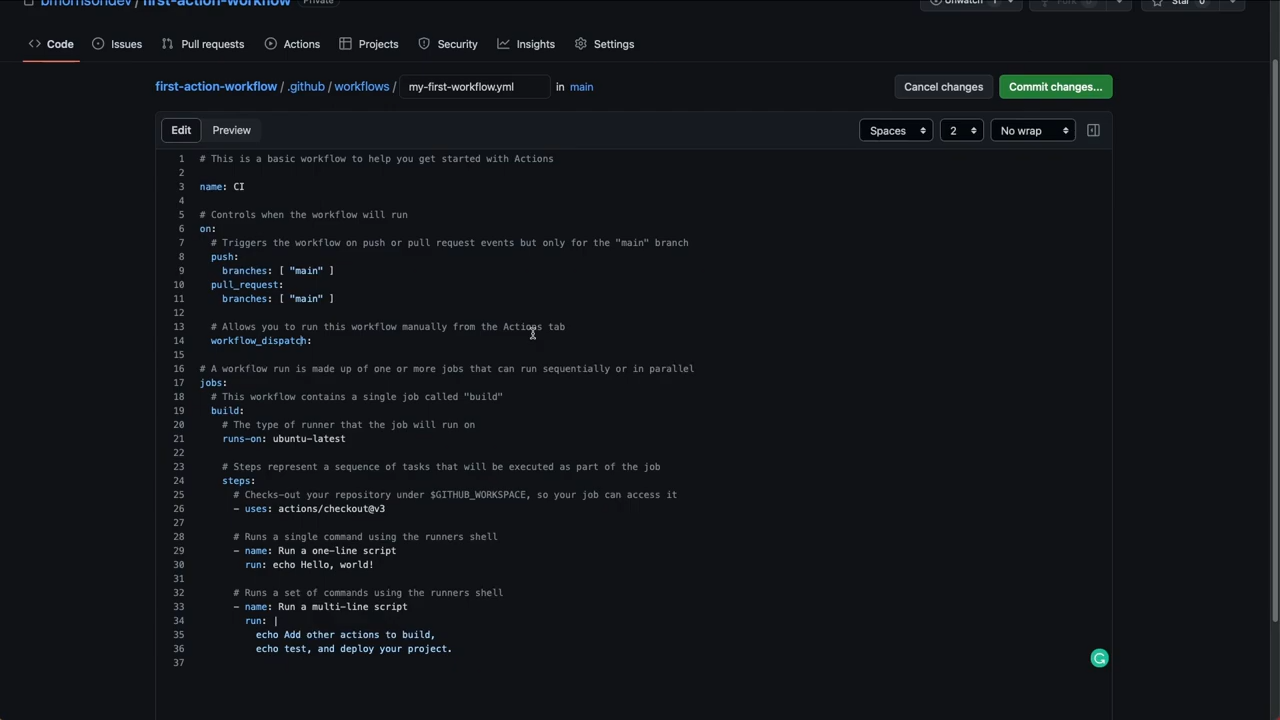 bmorrisondev / first-action-workflow Private
Unwatch 1 Fork 0 Star 0
Code Issues Pull requests Actions Projects Security Insights Settings
first-action-workflow / .github / workflows / my-first-workflow.yml in main Cancel changes Commit changes...
Edit Preview Spaces 2 No wrap
1 # This is a basic workflow to help you get started with Actions
2
3 name: CI
4
5 # Controls when the workflow will run
6 on:
7 # Triggers the workflow on push or pull request events but only for the "main" branch
8 push:
9 branches: [ "main" ]
10 pull_request:
11 branches: [ "main" ]
12
13 # Allows you to run this workflow manually from the Actions tab
14 workflow_dispatch:
15
16 # A workflow run is made up of one or more jobs that can run sequentially or in parallel
17 jobs:
18 # This workflow contains a single job called "build"
19 build:
20 # The type of runner that the job will run on
21 runs-on: ubuntu-latest
22
23 # Steps represent a sequence of tasks that will be executed as part of the job
24 steps:
25 # Checks-out your repository under $GITHUB_WORKSPACE, so your job can access it
26 - uses: actions/checkout@v3
27
28 # Runs a single command using the runners shell
29 - name: Run a one-line script
30 run: echo Hello, world!
31
32 # Runs a set of commands using the runners shell
33 - name: Run a multi-line script
34 run: |
35 echo Add other actions to build,
36 echo test, and deploy your project.
37